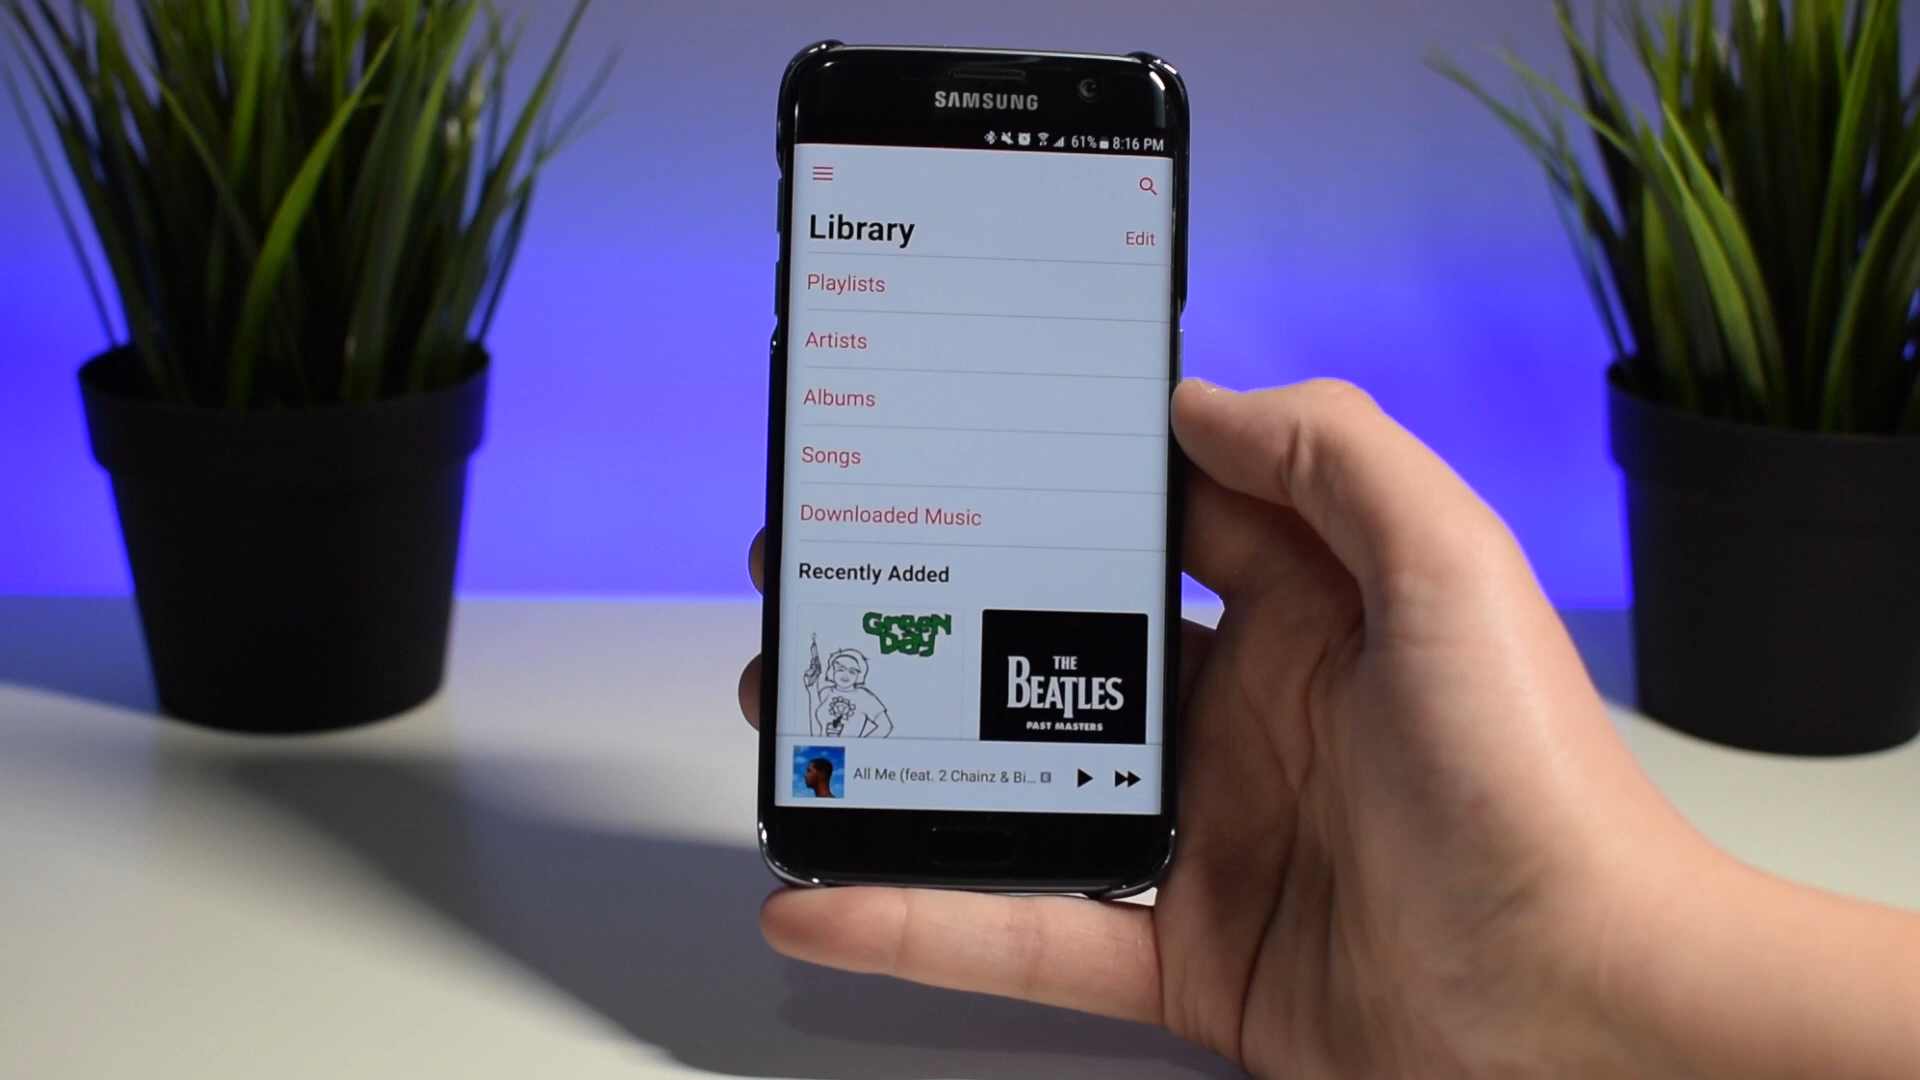 SAMSUNG
61% 8:16 PM
Library
Edit
Playlists
Artists
Albums
Songs
Downloaded Music
Recently Added
Green Day
THE BEATLES
PAST MASTERS
All Me (feat. 2 Chainz & Bi... E